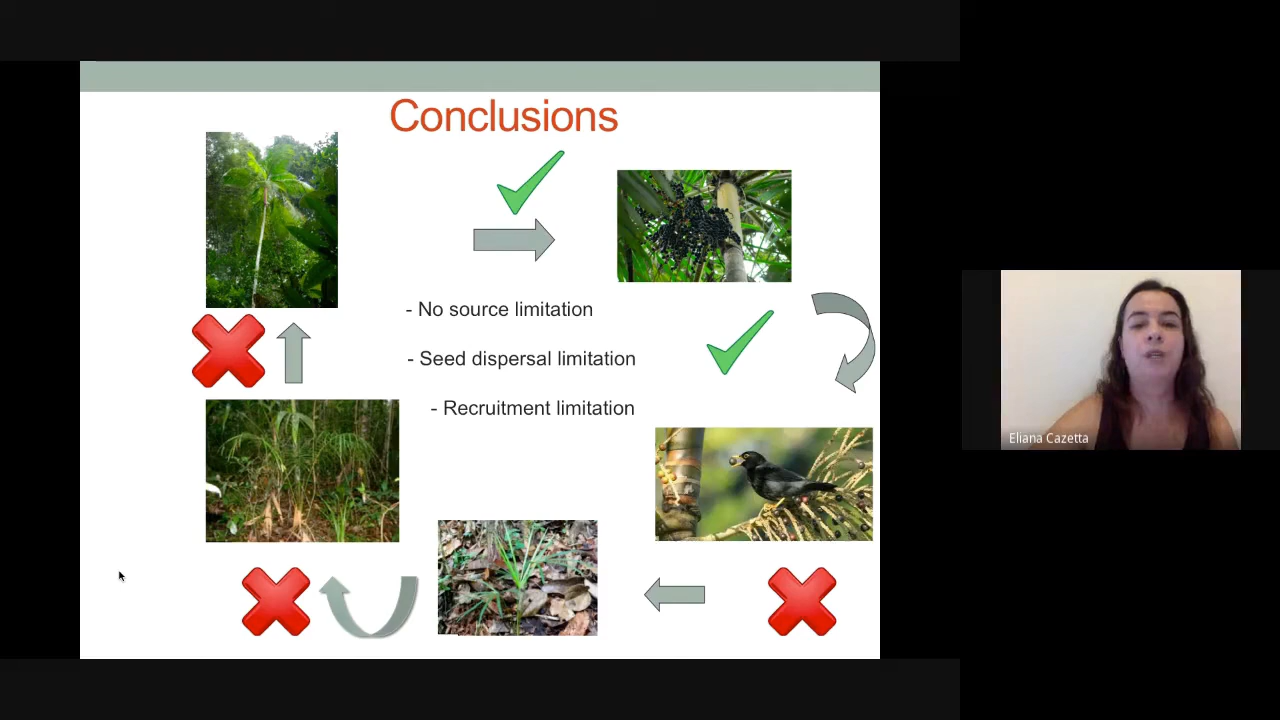 Conclusions
- No source limitation
- Seed dispersal limitation
- Recruitment limitation
Eliana Cazetta